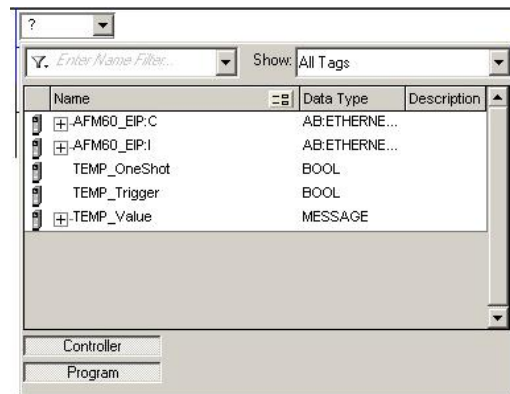 ?
Enter Name Filter... Show: All Tags
Name Data Type Description
AFM60_EIP:C AB:ETHERNE...
AFM60_EIP:I AB:ETHERNE...
TEMP_OneShot BOOL
TEMP_Trigger BOOL
TEMP_Value MESSAGE
Controller
Program